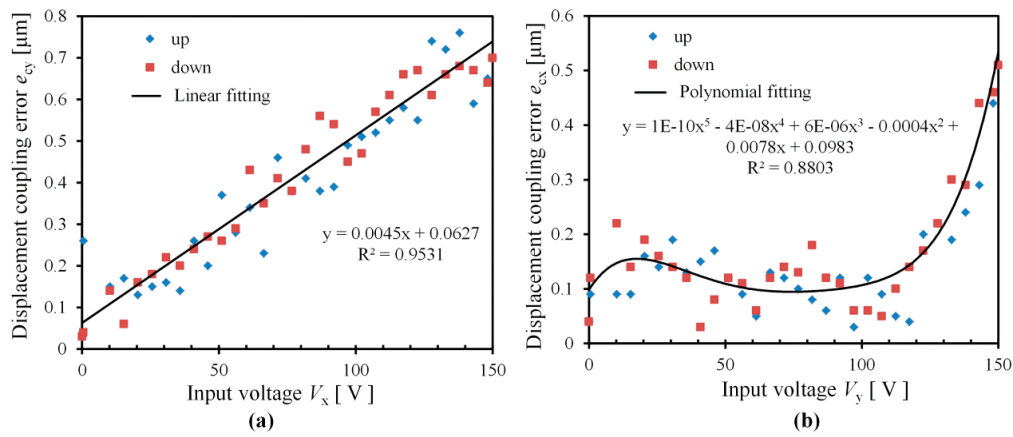 Displacement coupling error e_cy [μm]
0.8
0.7
0.6
0.5
0.4
0.3
0.2
0.1
0
up
down
Linear fitting
y = 0.0045x + 0.0627
R² = 0.9531
0
50
100
150
Input voltage V_x [ V ]
(a)
Displacement coupling error e_cx [μm]
0.6
0.5
0.4
0.3
0.2
0.1
0
up
down
Polynomial fitting
y = 1E-10x⁵ - 4E-08x⁴ + 6E-06x³ - 0.0004x² +
0.0078x + 0.0983
R² = 0.8803
0
50
100
150
Input voltage V_y [ V ]
(b)